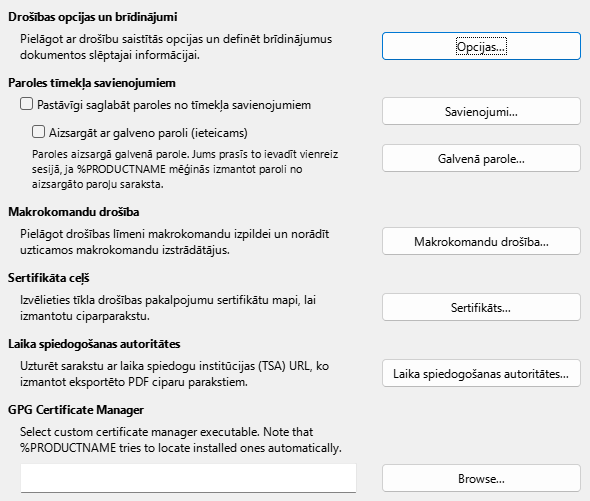 Drošības opcijas un brīdinājumi
Pielāgot ar drošību saistītās opcijas un definēt brīdinājumus
dokumentos slēptajai informācijai.
Opcijas...
Paroles tīmekļa savienojumiem
Pastāvīgi saglabāt paroles no tīmekļa savienojumiem
Savienojumi...
Aizsargāt ar galveno paroli (ieteicams)
Paroles aizsargā galvenā parole. Jums prasīs to ievadīt vienreiz
sesijā, ja %PRODUCTNAME mēģinās izmantot paroli no
aizsargāto paroļu saraksta.
Galvenā parole...
Makrokomandu drošība
Pielāgot drošības līmeni makrokomandu izpildei un norādīt
uzticamos makrokomandu izstrādātājus.
Makrokomandu drošība...
Sertifikāta ceļš
Izvēlieties tīkla drošības pakalpojumu sertifikātu mapi, lai
izmantotu ciparparakstu.
Sertifikāts...
Laika spiedogošanas autoritātes
Uzturēt sarakstu ar laika spiedogu institūcijas (TSA) URL, ko
izmantot eksportēto PDF ciparu parakstiem.
Laika spiedogošanas autoritātes...
GPG Certificate Manager
Select custom certificate manager executable. Note that
%PRODUCTNAME tries to locate installed ones automatically.
Browse...